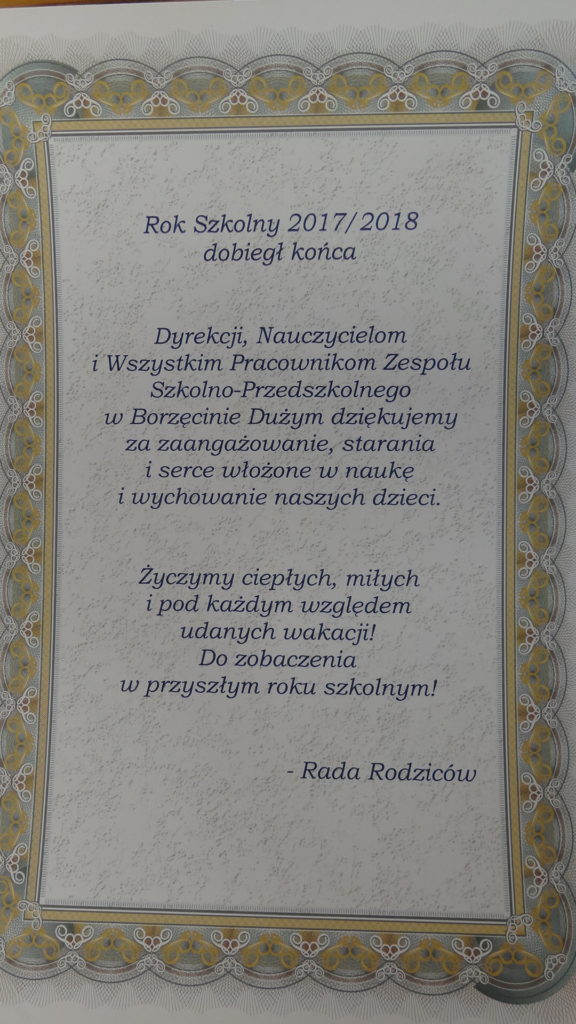 Rok Szkolny 2017/2018
dobiegł końca
Dyrekcji, Nauczycielom
i Wszystkim Pracownikom Zespołu
Szkolno-Przedszkolnego
w Borzęcinie Dużym dziękujemy
za zaangażowanie, starania
i serce włożone w naukę
i wychowanie naszych dzieci.
Życzymy ciepłych, miłych
i pod każdym względem
udanych wakacji!
Do zobaczenia
w przyszłym roku szkolnym!
- Rada Rodziców